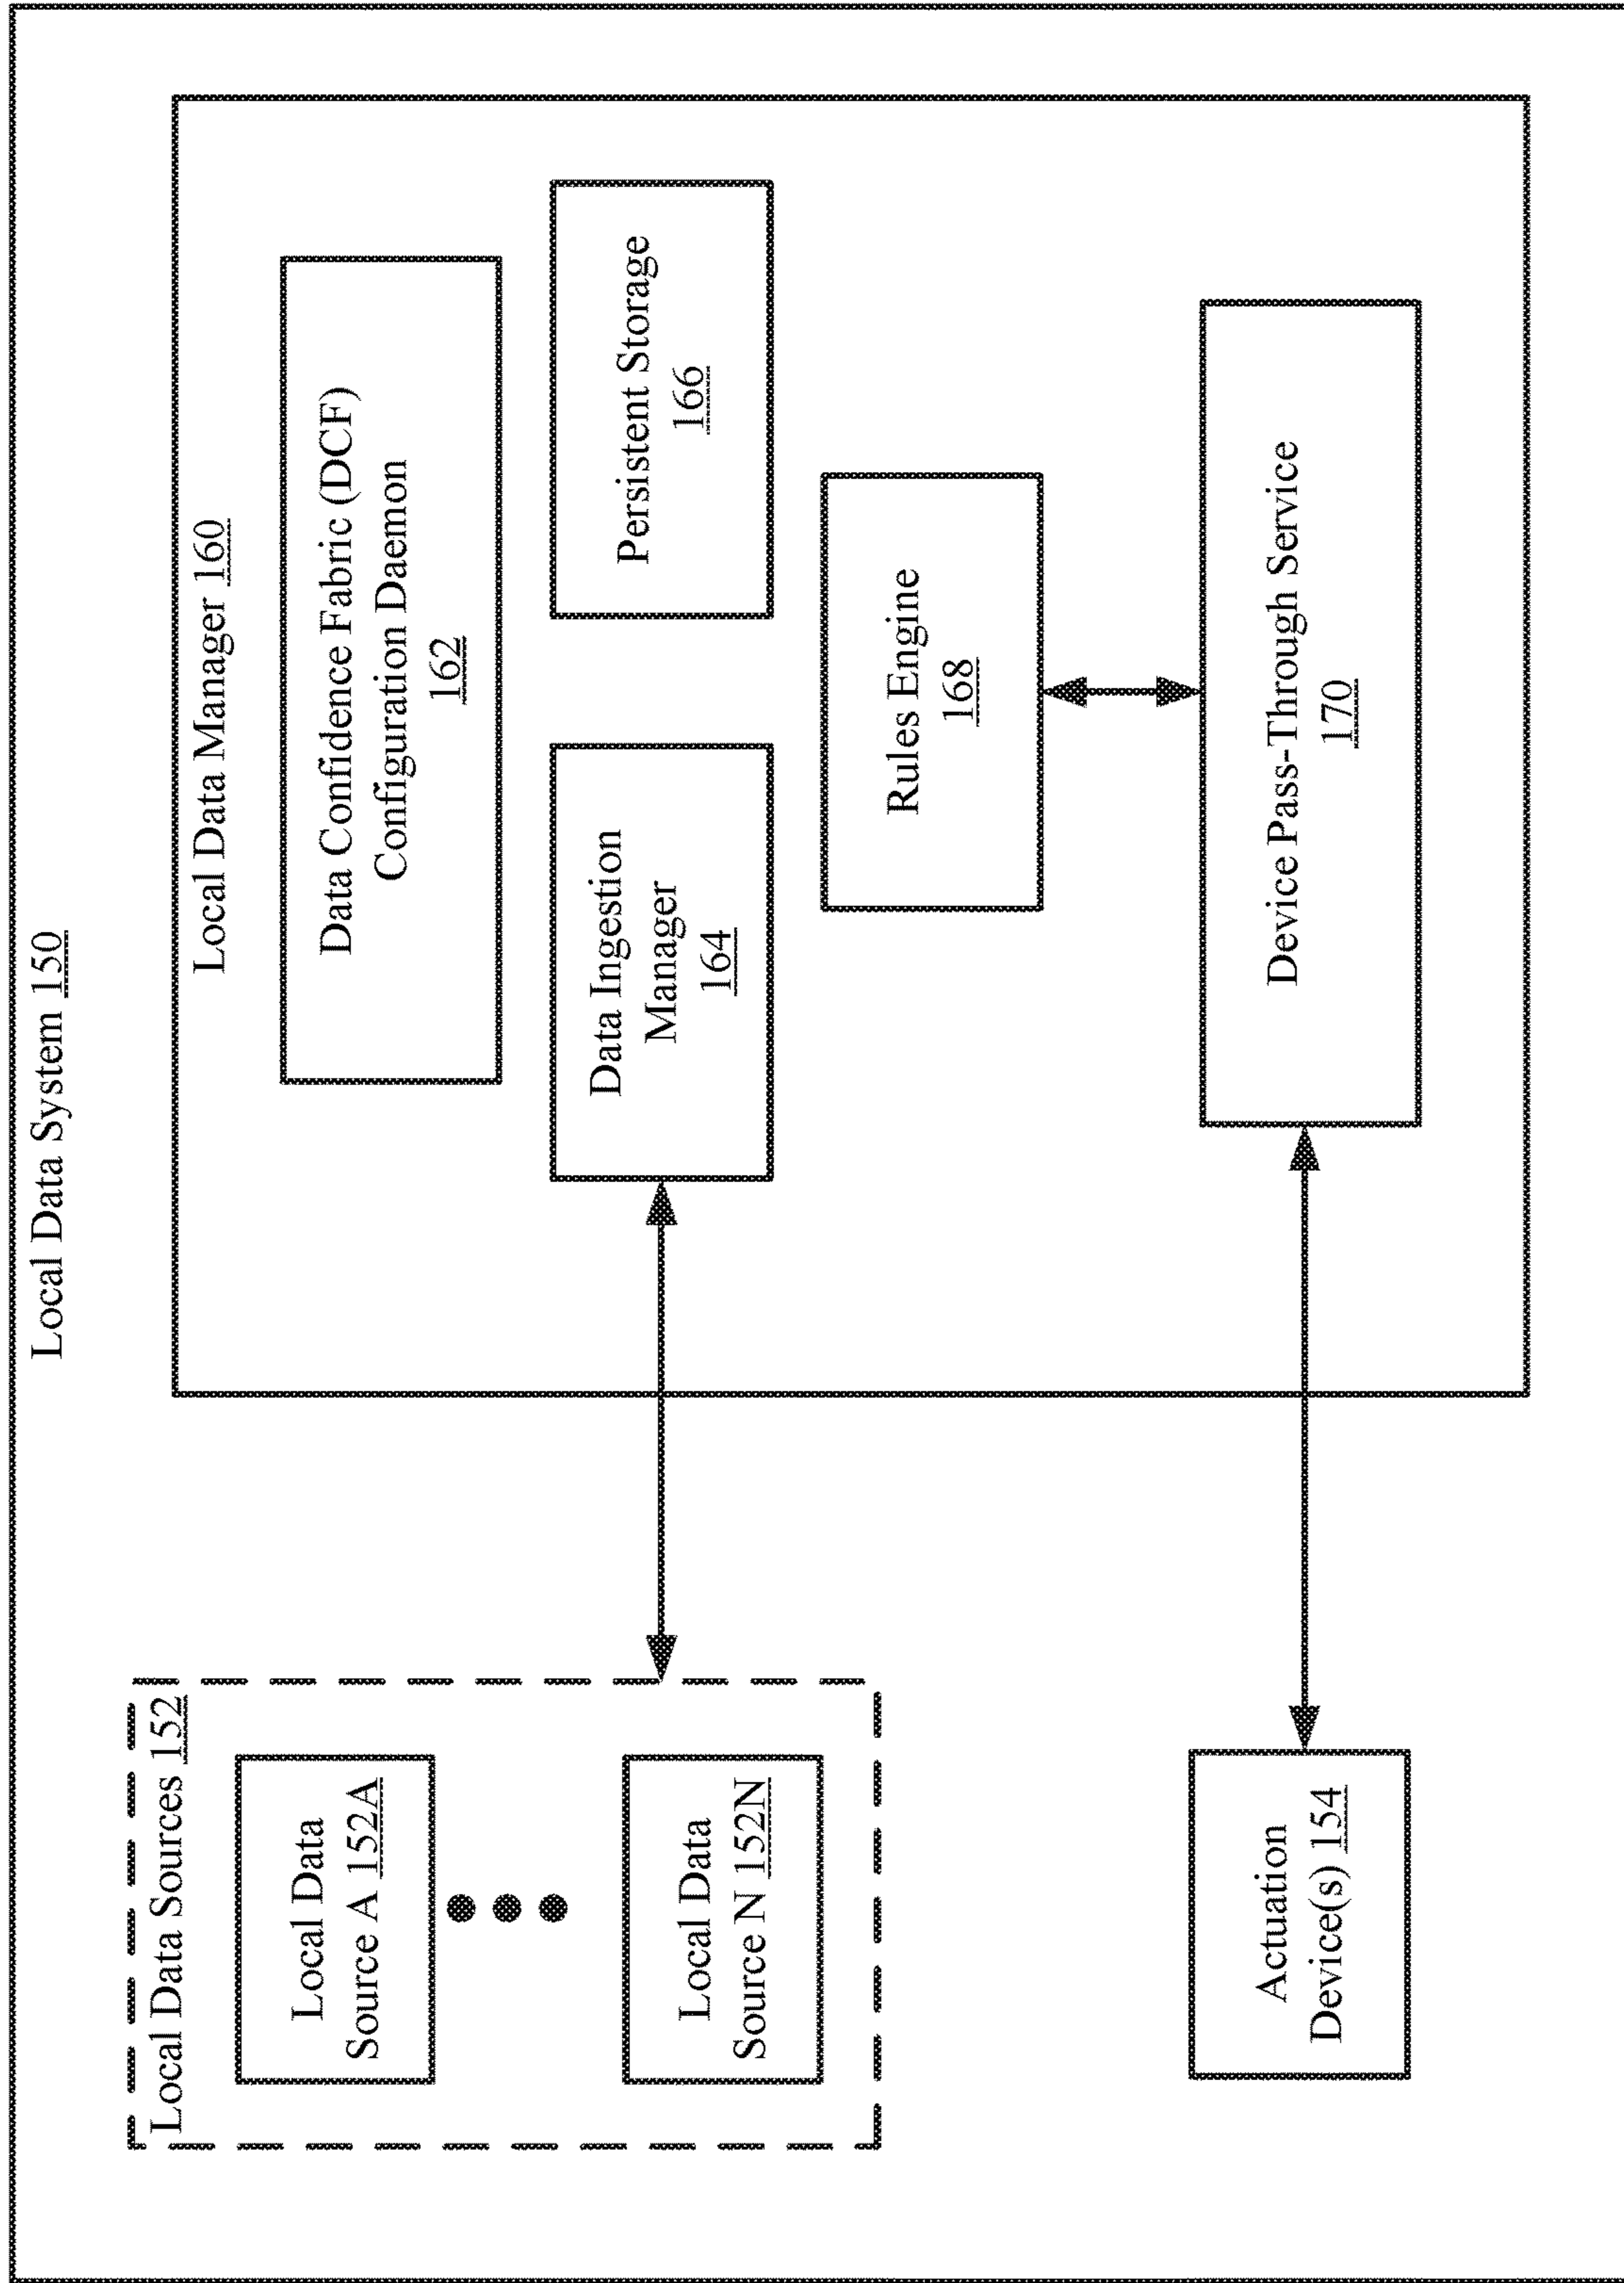 Local Data System 150
Local Data Sources 152
Local Data
Source A 152A
Local Data
Source N 152N
Actuation
Device(s) 154
Local Data Manager 160
Data Confidence Fabric (DCF)
Configuration Daemon
162
Data Ingestion
Manager
164
Persistent Storage
166
Rules Engine
168
Device Pass-Through Service
170